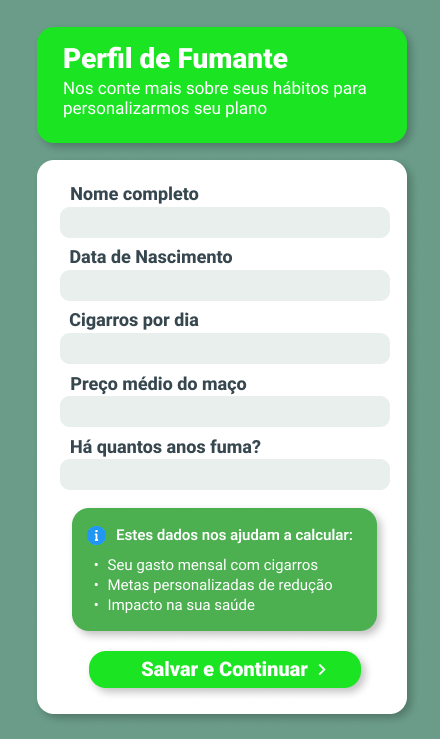 Perfil de Fumante
Nos conte mais sobre seus hábitos para
personalizarmos seu plano
Nome completo
Data de Nascimento
Cigarros por dia
Preço médio do maço
Há quantos anos fuma?
i Estes dados nos ajudam a calcular:
• Seu gasto mensal com cigarros
• Metas personalizadas de redução
• Impacto na sua saúde
Salvar e Continuar >